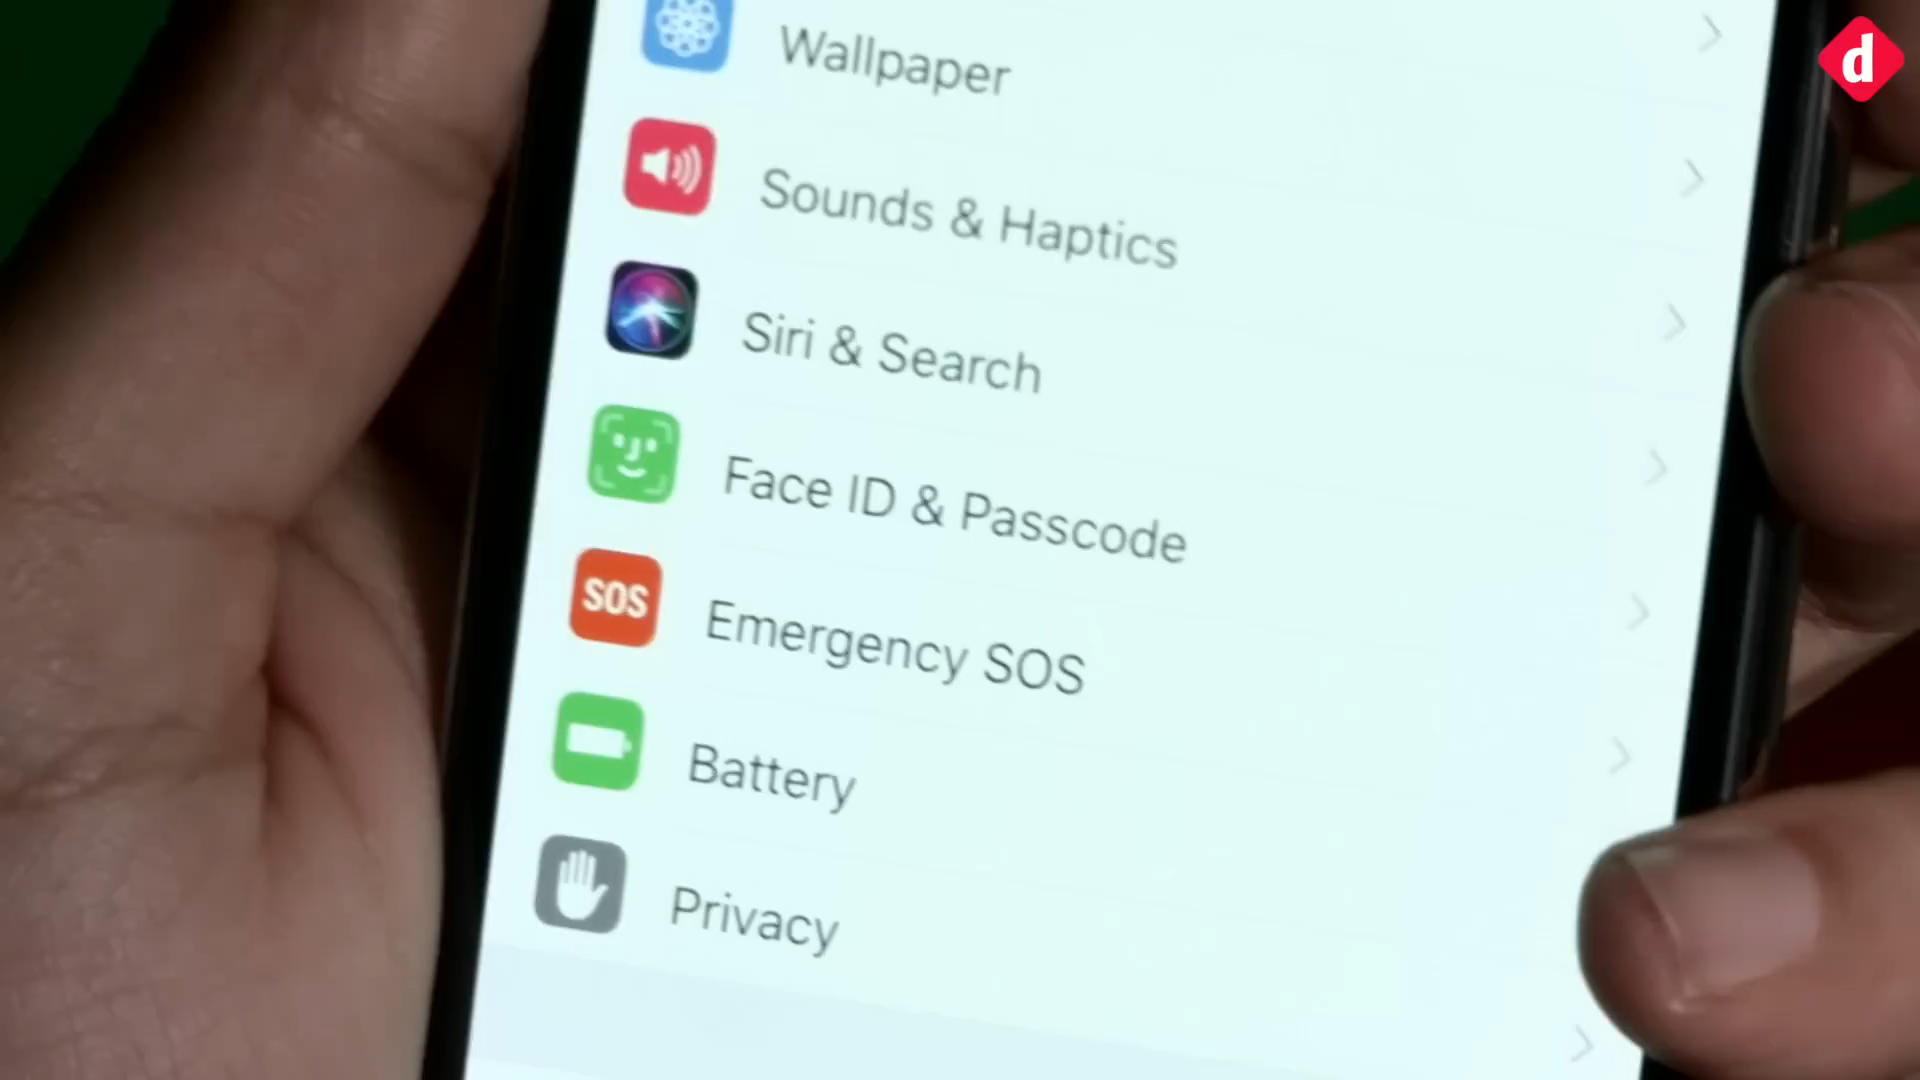 d
Wallpaper
Sounds & Haptics
Siri & Search
Face ID & Passcode
SOS
Emergency SOS
Battery
Privacy